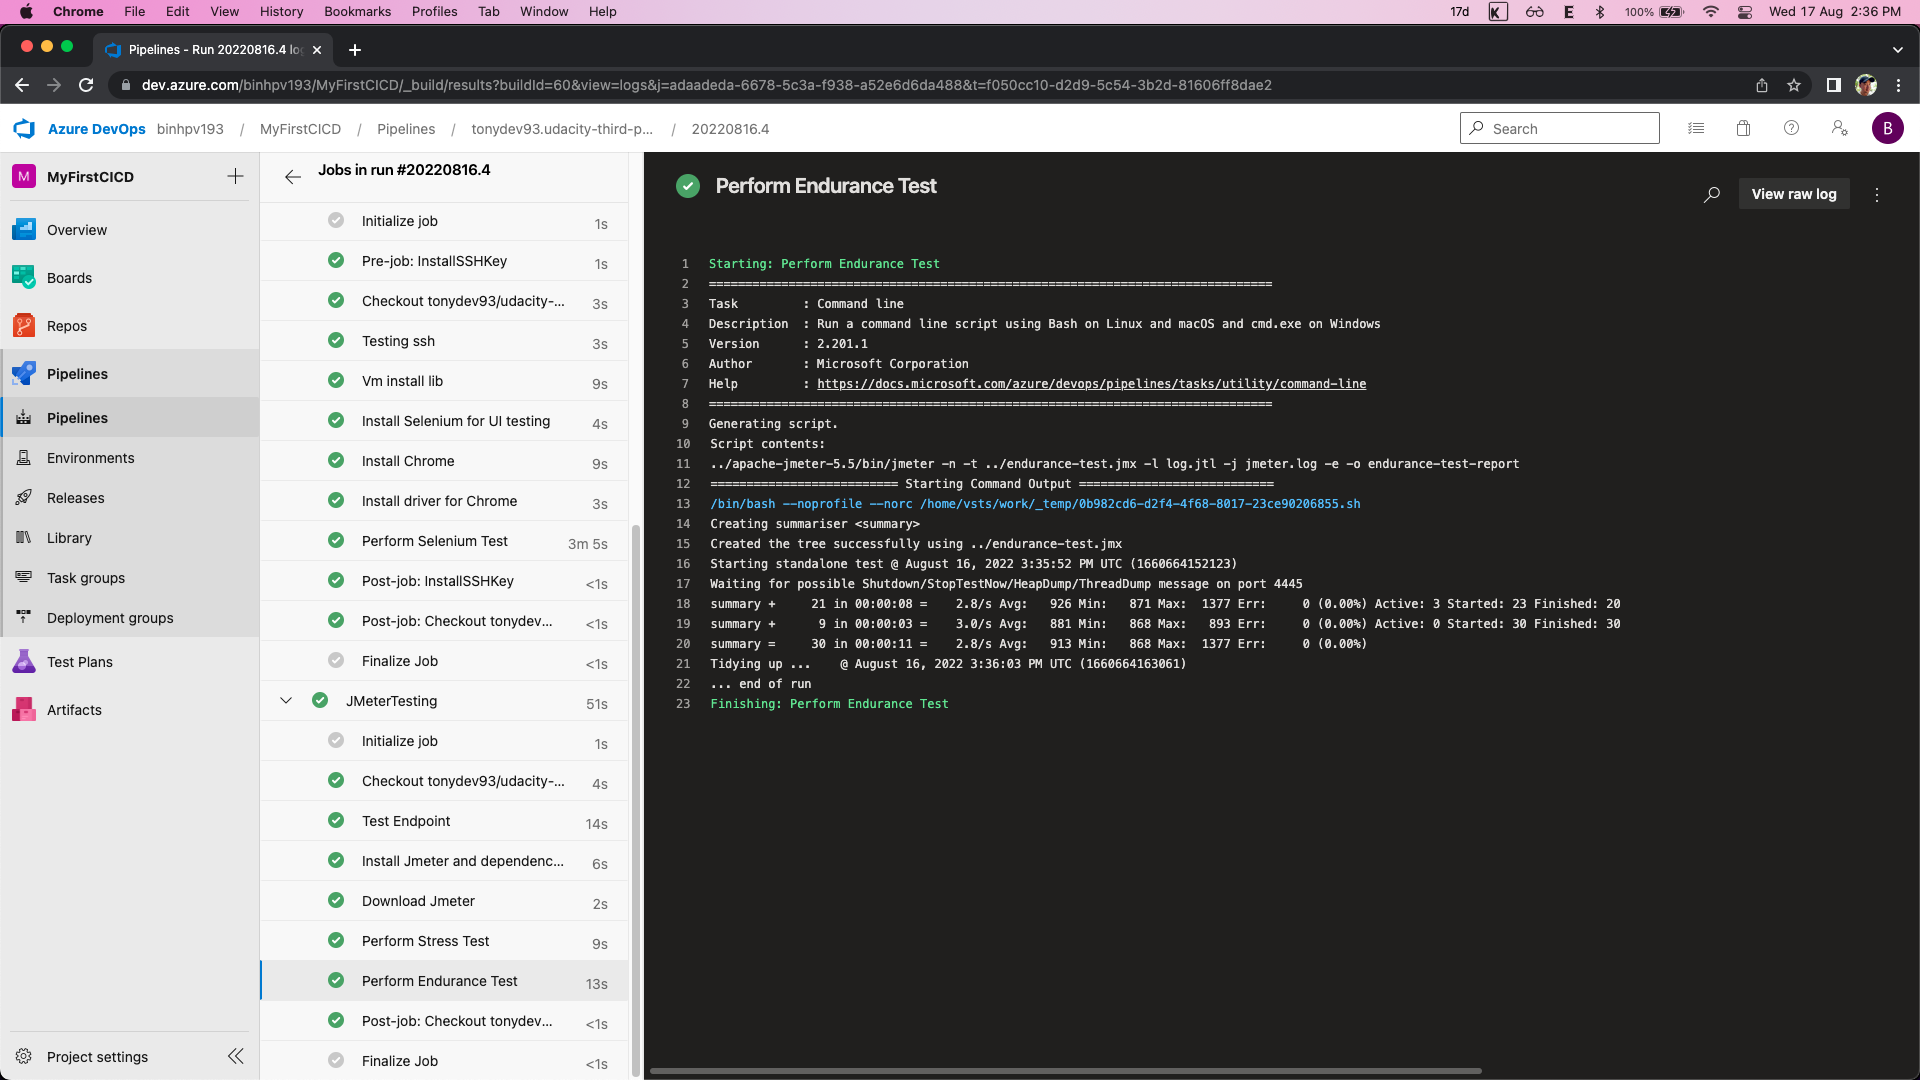 Chrome File Edit View History Bookmarks Profiles Tab Window Help 17d K E 100% Wed 17 Aug 2:36 PM
Pipelines - Run 20220816.4 lo
dev.azure.com/binhpv193/MyFirstCICD/_build/results?buildId=60&view=logs&j=adaadeda-6678-5c3a-f938-a52e6d6da488&t=f050cc10-d2d9-5c54-3b2d-81606ff8dae2
Azure DevOps binhpv193 / MyFirstCICD / Pipelines / tonydev93.udacity-third-p... / 20220816.4 Search B
M MyFirstCICD
Overview
Boards
Repos
Pipelines
Pipelines
Environments
Releases
Library
Task groups
Deployment groups
Test Plans
Artifacts
Project settings
Jobs in run #20220816.4
Initialize job 1s
Pre-job: InstallSSHKey 1s
Checkout tonydev93/udacity-... 3s
Testing ssh 3s
Vm install lib 9s
Install Selenium for UI testing 4s
Install Chrome 9s
Install driver for Chrome 3s
Perform Selenium Test 3m 5s
Post-job: InstallSSHKey <1s
Post-job: Checkout tonydev... <1s
Finalize Job <1s
JMeterTesting 51s
Initialize job 1s
Checkout tonydev93/udacity-... 4s
Test Endpoint 14s
Install Jmeter and dependenc... 6s
Download Jmeter 2s
Perform Stress Test 9s
Perform Endurance Test 13s
Post-job: Checkout tonydev... <1s
Finalize Job <1s
Perform Endurance Test
View raw log
1 Starting: Perform Endurance Test
2 ==============================================================================
3 Task         : Command line
4 Description  : Run a command line script using Bash on Linux and macOS and cmd.exe on Windows
5 Version      : 2.201.1
6 Author       : Microsoft Corporation
7 Help         : https://docs.microsoft.com/azure/devops/pipelines/tasks/utility/command-line
8 ==============================================================================
9 Generating script.
10 Script contents:
11 ../apache-jmeter-5.5/bin/jmeter -n -t ../endurance-test.jmx -l log.jtl -j jmeter.log -e -o endurance-test-report
12 ========================== Starting Command Output ===========================
13 /bin/bash --noprofile --norc /home/vsts/work/_temp/0b982cd6-d2f4-4f68-8017-23ce90206855.sh
14 Creating summariser <summary>
15 Created the tree successfully using ../endurance-test.jmx
16 Starting standalone test @ August 16, 2022 3:35:52 PM UTC (1660664152123)
17 Waiting for possible Shutdown/StopTestNow/HeapDump/ThreadDump message on port 4445
18 summary +     21 in 00:00:08 =    2.8/s Avg:   926 Min:   871 Max:  1377 Err:     0 (0.00%) Active: 3 Started: 23 Finished: 20
19 summary +      9 in 00:00:03 =    3.0/s Avg:   881 Min:   868 Max:   893 Err:     0 (0.00%) Active: 0 Started: 30 Finished: 30
20 summary =     30 in 00:00:11 =    2.8/s Avg:   913 Min:   868 Max:  1377 Err:     0 (0.00%)
21 Tidying up ...    @ August 16, 2022 3:36:03 PM UTC (1660664163061)
22 ... end of run
23 Finishing: Perform Endurance Test